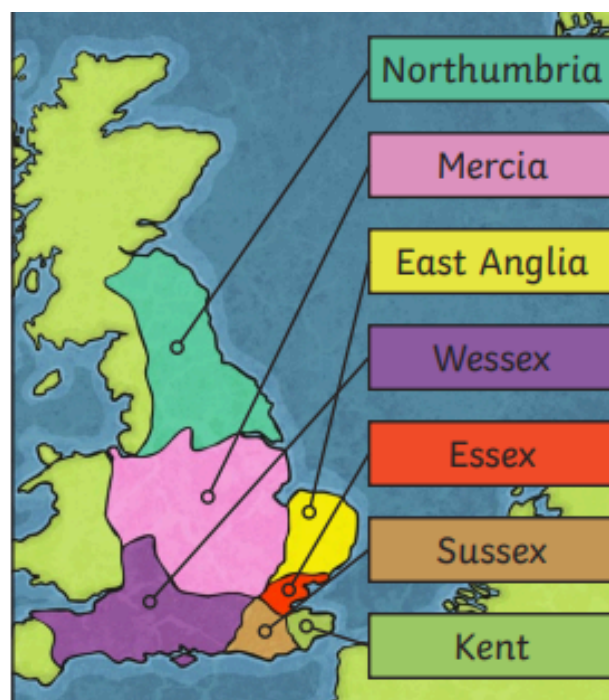 Northumbria
Mercia
East Anglia
Wessex
Essex
Sussex
Kent